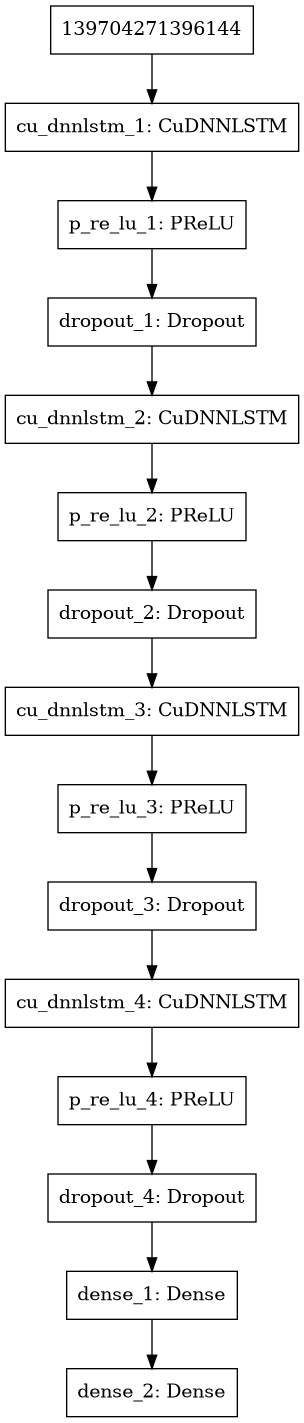 139704271396144
cu_dnnlstm_1: CuDNNLSTM
p_re_lu_1: PReLU
dropout_1: Dropout
cu_dnnlstm_2: CuDNNLSTM
p_re_lu_2: PReLU
dropout_2: Dropout
cu_dnnlstm_3: CuDNNLSTM
p_re_lu_3: PReLU
dropout_3: Dropout
cu_dnnlstm_4: CuDNNLSTM
p_re_lu_4: PReLU
dropout_4: Dropout
dense_1: Dense
dense_2: Dense